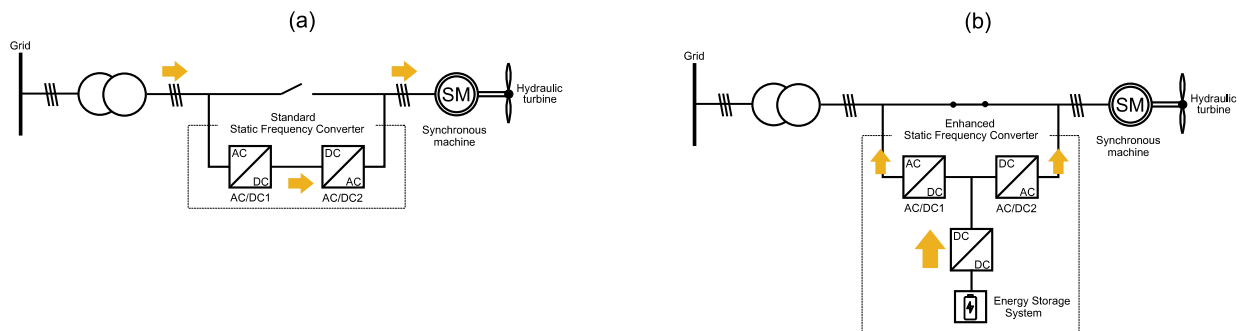 (a)
Grid
SM
Hydraulic
turbine
Synchronous
machine
Standard
Static Frequency Converter
AC
DC
AC/DC1
DC
AC
AC/DC2
(b)
Grid
SM
Hydraulic
turbine
Synchronous
machine
Enhanced
Static Frequency Converter
AC
DC
AC/DC1
DC
AC
AC/DC2
DC
DC
Energy Storage
System